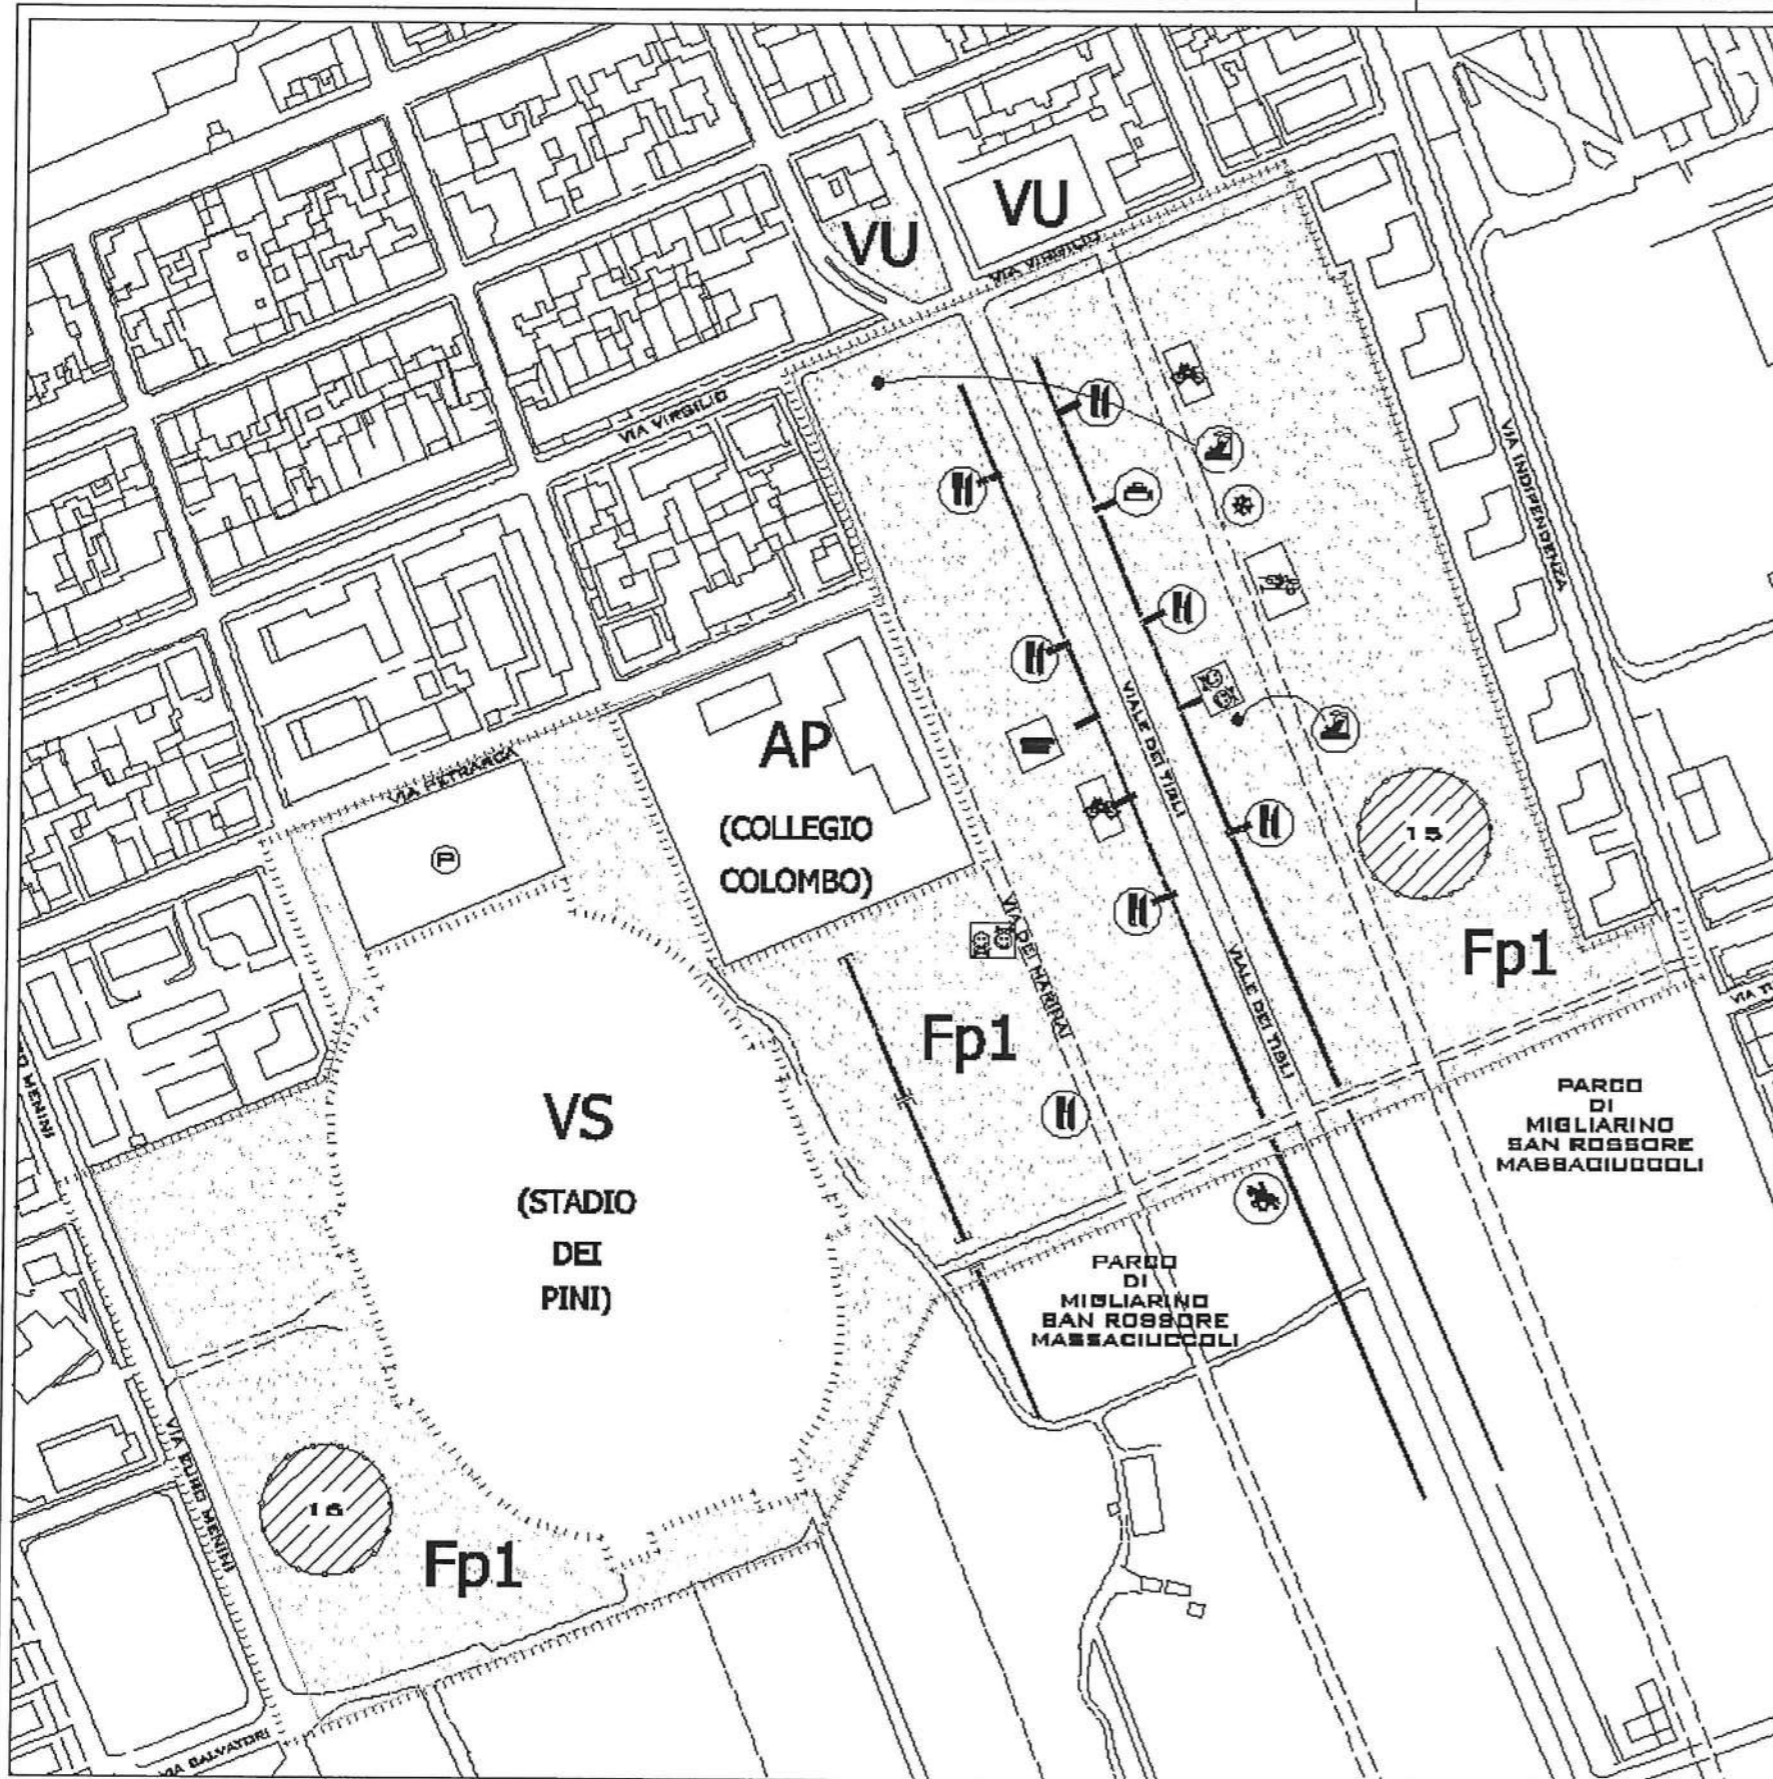 VU
VU
VIA VIRGILIO
VIA VIRGILIO
VIA INDIPENDENZA
VIALE DEI TIGLI
AP
(COLLEGIO
COLOMBO)
VIA PETRARCA
P
15
Fp1
VIA DEI MARINAI
VIALE DEI TIGLI
Fp1
PARCO
DI
MIGLIARINO
SAN ROSSORE
MASSACIUCCOLI
VS
(STADIO
DEI
PINI)
PARCO
DI
MIGLIARINO
SAN ROSSORE
MASSACIUCCOLI
MENINI
VIA EURO MENINI
16
Fp1
VIA SALVATORI